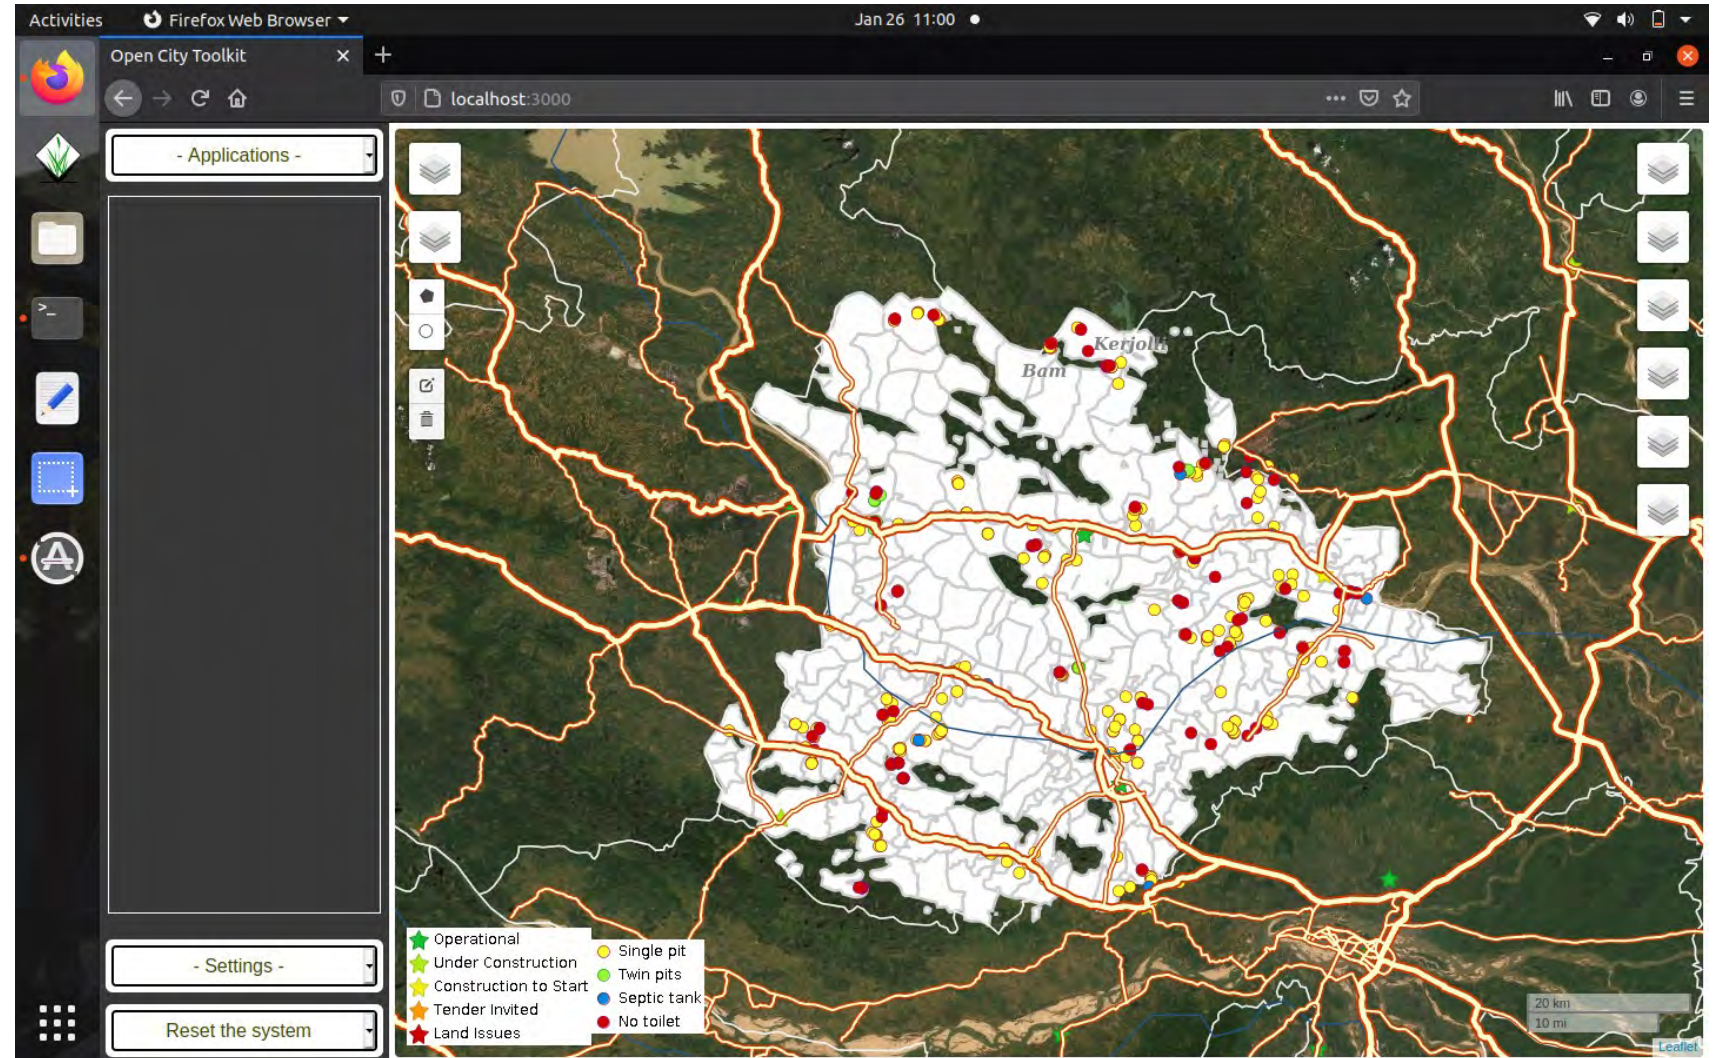 Activities
Firefox Web Browser
Jan 26 11:00
Open City Toolkit
localhost:3000
- Applications -
Kerjolli
Bam
Operational
Under Construction
Construction to Start
Tender Invited
Land Issues
Single pit
Twin pits
Septic tank
No toilet
- Settings -
Reset the system
20 km
10 mi
Leaflet